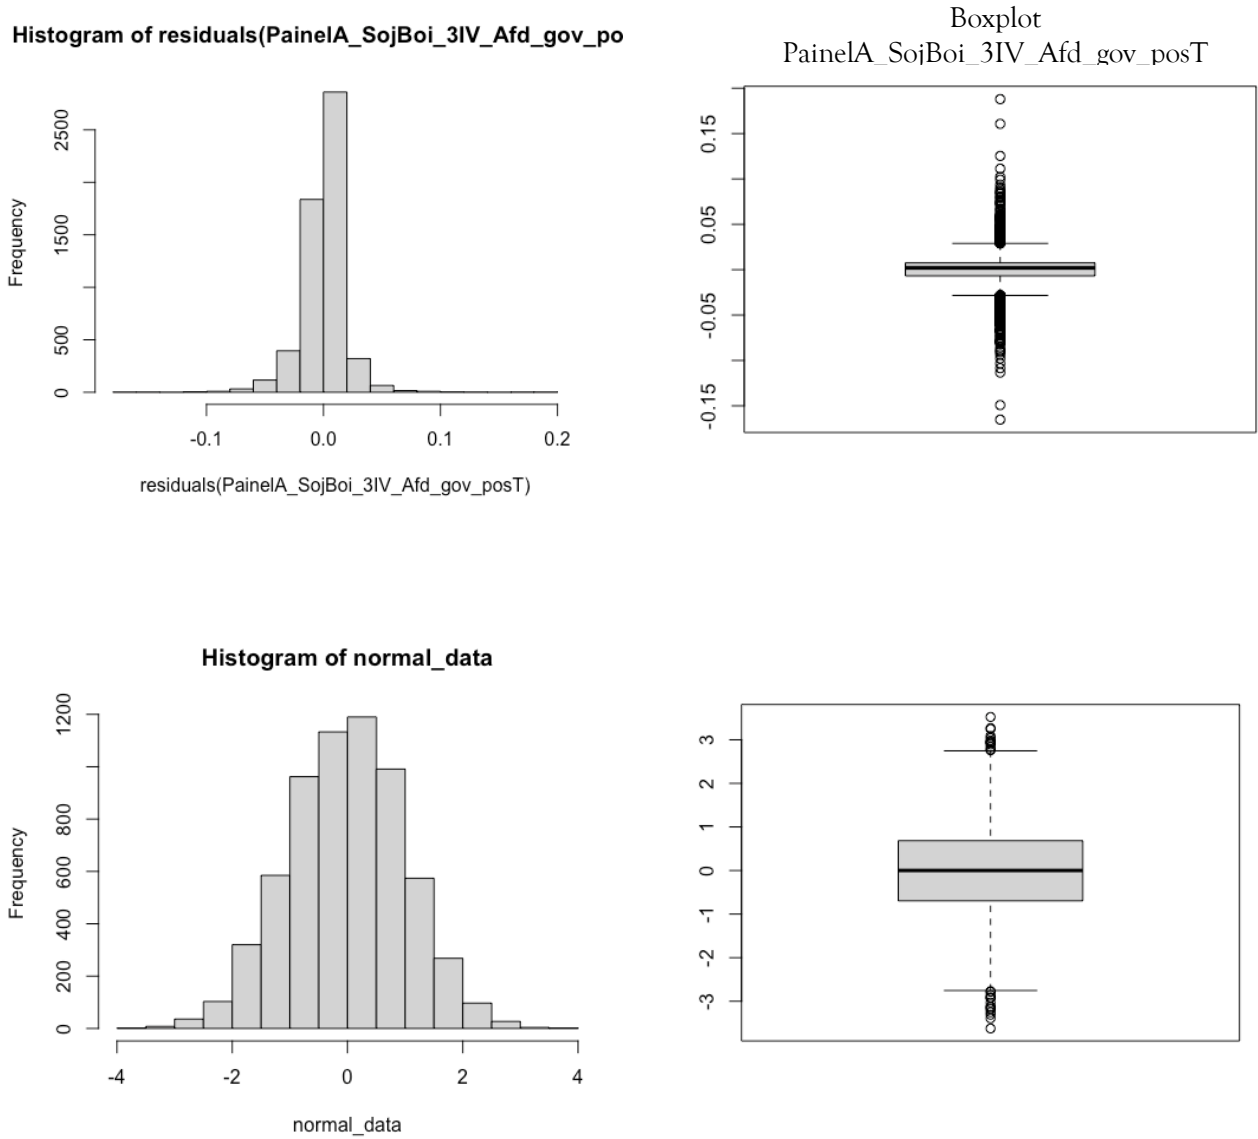 Histogram of residuals(PainelA_SojBoi_3IV_Afd_gov_po
Frequency
2500
1500
500
0
-0.1 0.0 0.1 0.2
residuals(PainelA_SojBoi_3IV_Afd_gov_posT)
Boxplot
PainelA_SojBoi_3IV_Afd_gov_posT
0.15
0.05
-0.05
-0.15
Histogram of normal_data
Frequency
1200
800
600
400
200
0
-4 -2 0 2 4
normal_data
3
2
1
0
-1
-2
-3